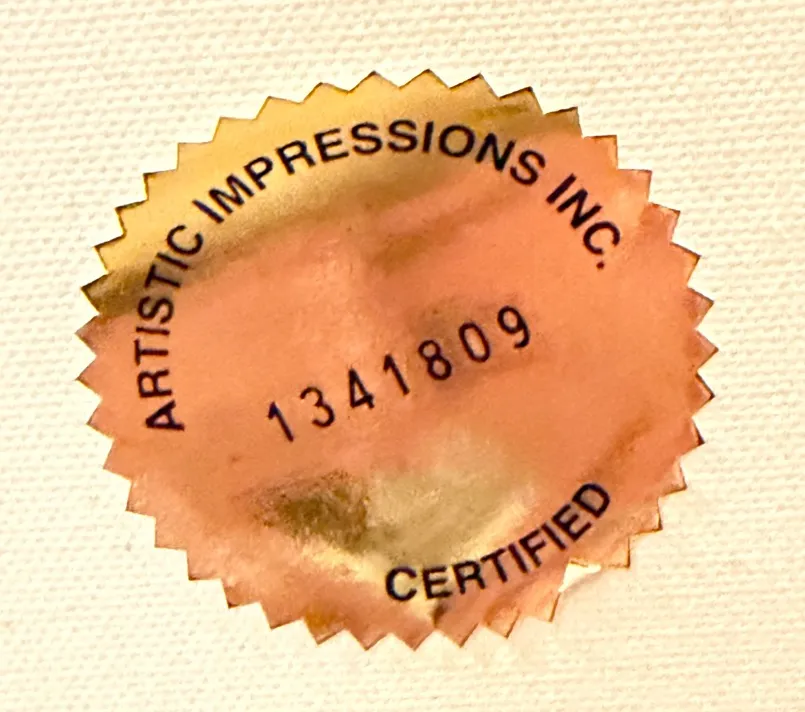 ARTISTIC IMPRESSIONS INC.
1341809
CERTIFIED